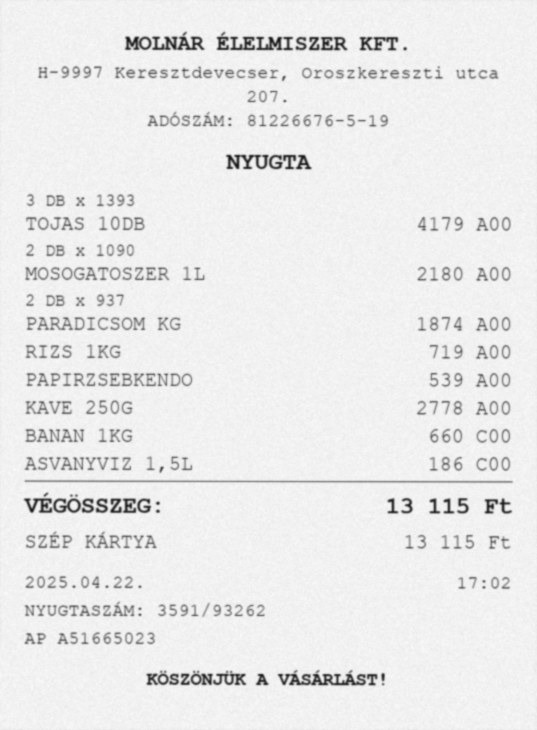 MOLNÁR ÉLELMISZER KFT.
H-9997 Keresztdevecser, Oroszkereszti utca
207.
ADÓSZÁM: 81226676-5-19
NYUGTA
3 DB x 1393
TOJAS 10DB 4179 A00
2 DB x 1090
MOSOGATOSZER 1L 2180 A00
2 DB x 937
PARADICSOM KG 1874 A00
RIZS 1KG 719 A00
PAPIRZSEBKENDO 539 A00
KAVE 250G 2778 A00
BANAN 1KG 660 C00
ASVANYVIZ 1,5L 186 C00
VÉGÖSSZEG: 13 115 Ft
SZÉP KÁRTYA 13 115 Ft
2025.04.22. 17:02
NYUGTASZÁM: 3591/93262
AP A51665023
KÖSZÖNJÜK A VÁSÁRLÁST!